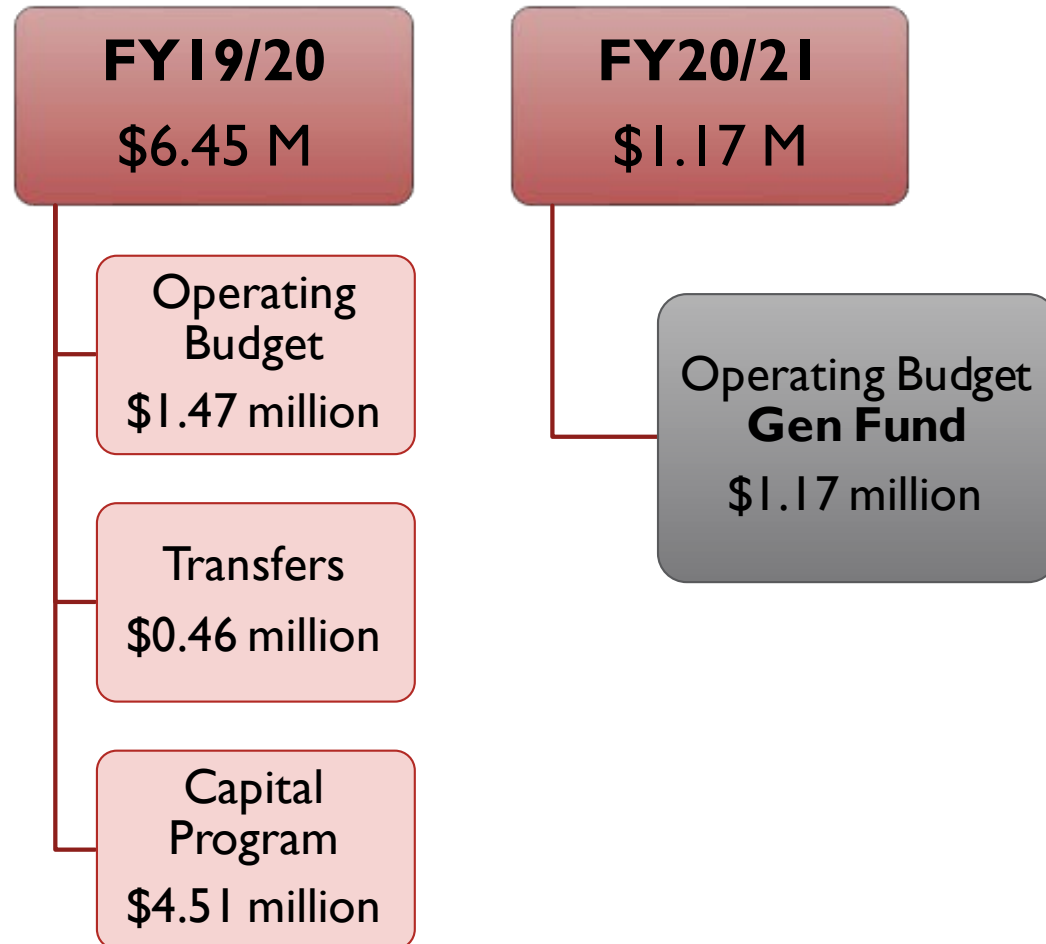 FY19/20
$6.45 M
Operating
Budget
$1.47 million
Transfers
$0.46 million
Capital
Program
$4.51 million
FY20/21
$1.17 M
Operating Budget
Gen Fund
$1.17 million